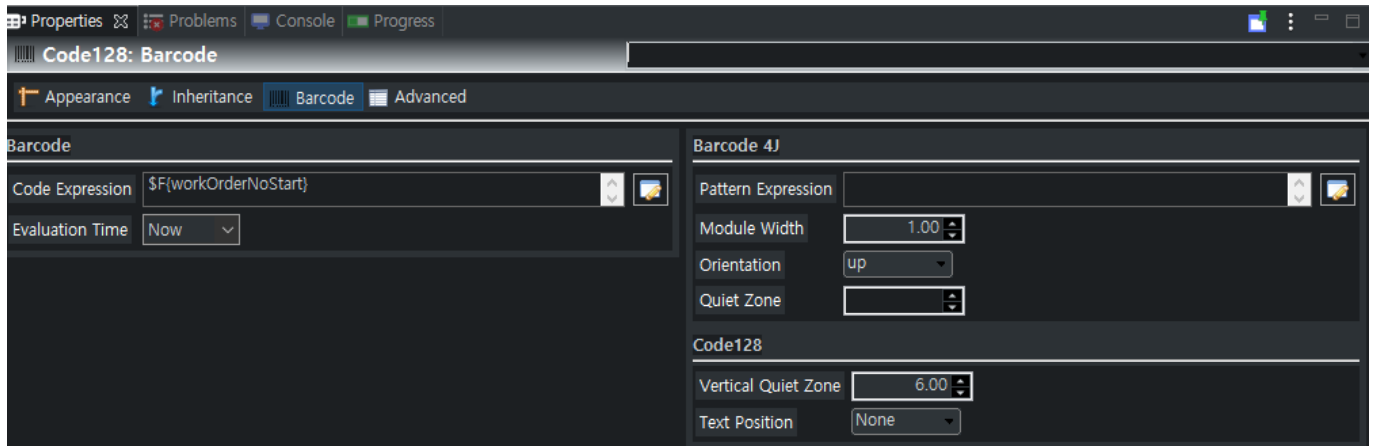 Properties Problems Console Progress
Code128: Barcode
Appearance Inheritance Barcode Advanced
Barcode
Code Expression $F{workOrderNoStart}
Evaluation Time Now
Barcode 4J
Pattern Expression
Module Width 1.00
Orientation up
Quiet Zone
Code128
Vertical Quiet Zone 6.00
Text Position None